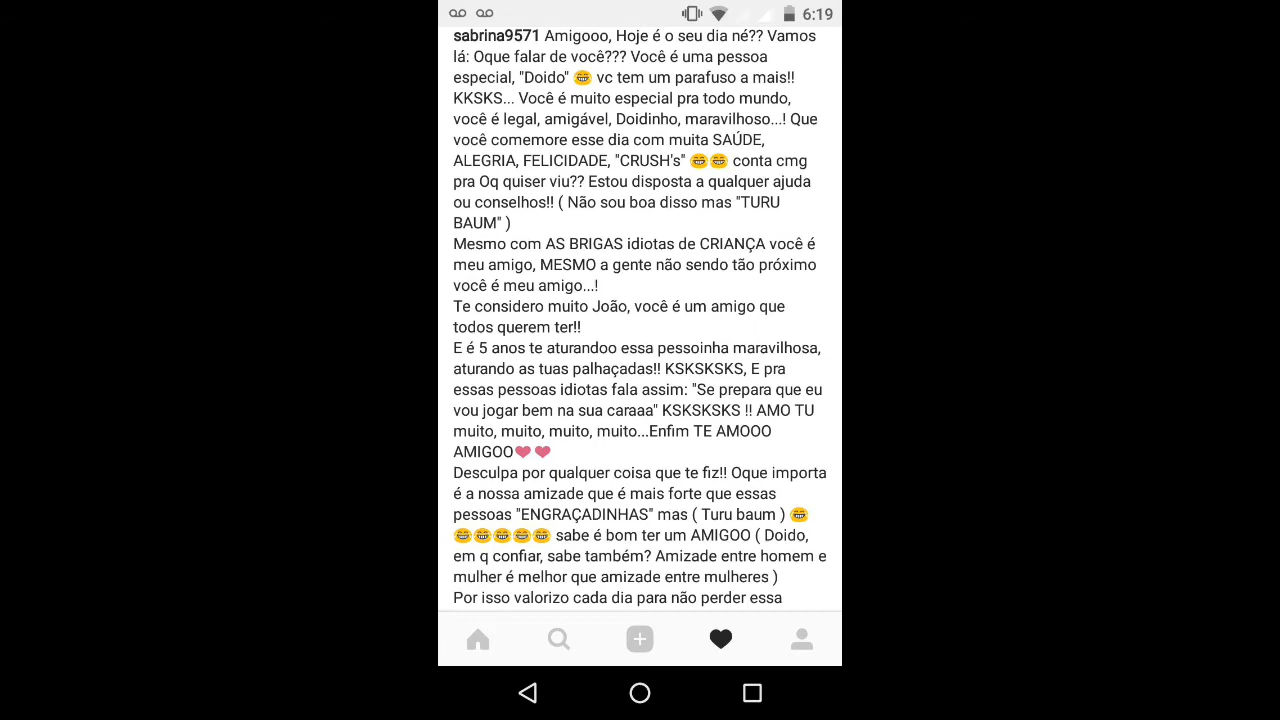 6:19
sabrina9571 Amigooo, Hoje é o seu dia né?? Vamos
lá: Oque falar de você??? Você é uma pessoa
especial, "Doido" 😂 vc tem um parafuso a mais!!
KKSKS... Você é muito especial pra todo mundo,
você é legal, amigável, Doidinho, maravilhoso...! Que
você comemore esse dia com muita SAÚDE,
ALEGRIA, FELICIDADE, "CRUSH's" 😂😂 conta cmg
pra Oq quiser viu?? Estou disposta a qualquer ajuda
ou conselhos!! ( Não sou boa disso mas "TURU
BAUM" )
Mesmo com AS BRIGAS idiotas de CRIANÇA você é
meu amigo, MESMO a gente não sendo tão próximo
você é meu amigo...!
Te considero muito João, você é um amigo que
todos querem ter!!
E é 5 anos te aturandoo essa pessoinha maravilhosa,
aturando as tuas palhaçadas!! KSKSKSKS, E pra
essas pessoas idiotas fala assim: "Se prepara que eu
vou jogar bem na sua caraaa" KSKSKSKS !! AMO TU
muito, muito, muito, muito...Enfim TE AMOOO
AMIGOO❤❤
Desculpa por qualquer coisa que te fiz!! Oque importa
é a nossa amizade que é mais forte que essas
pessoas "ENGRAÇADINHAS" mas ( Turu baum ) 😂
😂😂😂😂😂 sabe é bom ter um AMIGOO ( Doido,
em q confiar, sabe também? Amizade entre homem e
mulher é melhor que amizade entre mulheres )
Por isso valorizo cada dia para não perder essa